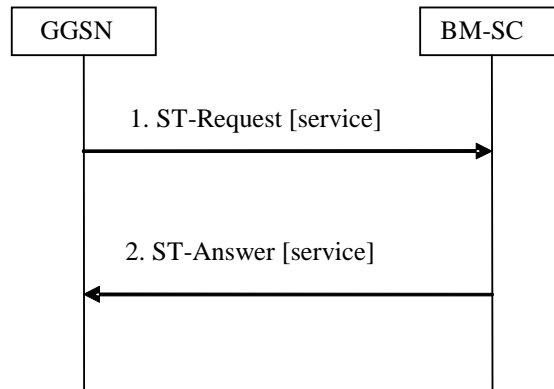 GGSN
BM-SC
1. ST-Request [service]
2. ST-Answer [service]